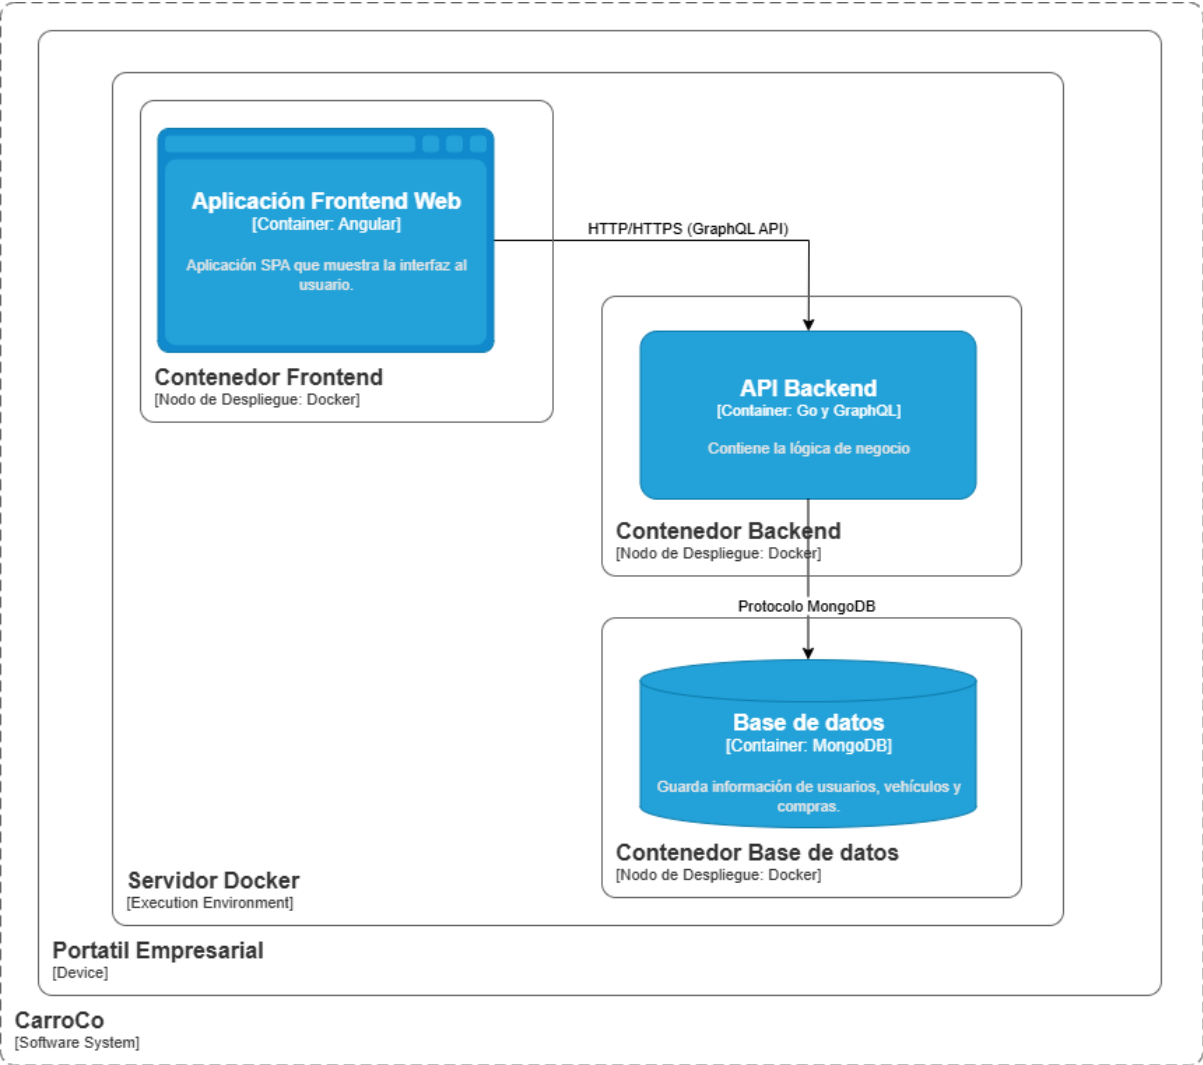 Aplicación Frontend Web
[Container: Angular]
Aplicación SPA que muestra la interfaz al
usuario.
Contenedor Frontend
[Nodo de Despliegue: Docker]
HTTP/HTTPS (GraphQL API)
API Backend
[Container: Go y GraphQL]
Contiene la lógica de negocio
Contenedor Backend
[Nodo de Despliegue: Docker]
Protocolo MongoDB
Base de datos
[Container: MongoDB]
Guarda información de usuarios, vehículos y
compras.
Contenedor Base de datos
[Nodo de Despliegue: Docker]
Servidor Docker
[Execution Environment]
Portatil Empresarial
[Device]
CarroCo
[Software System]